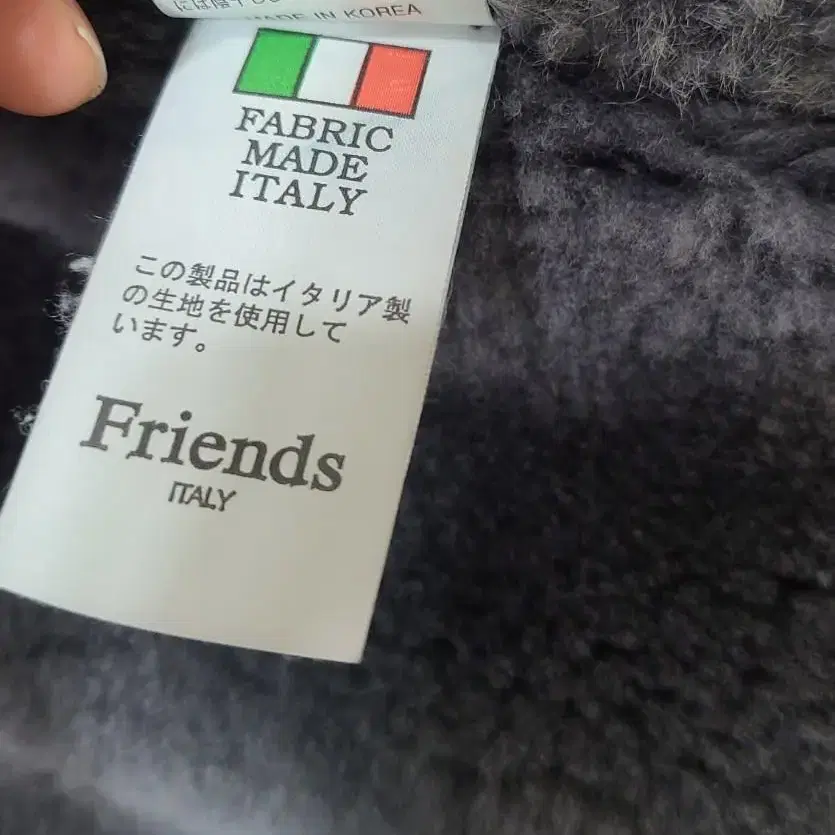 MADE IN KOREA
FABRIC
MADE
ITALY
この製品はイタリア製
の生地を使用して
います。
Friends
ITALY